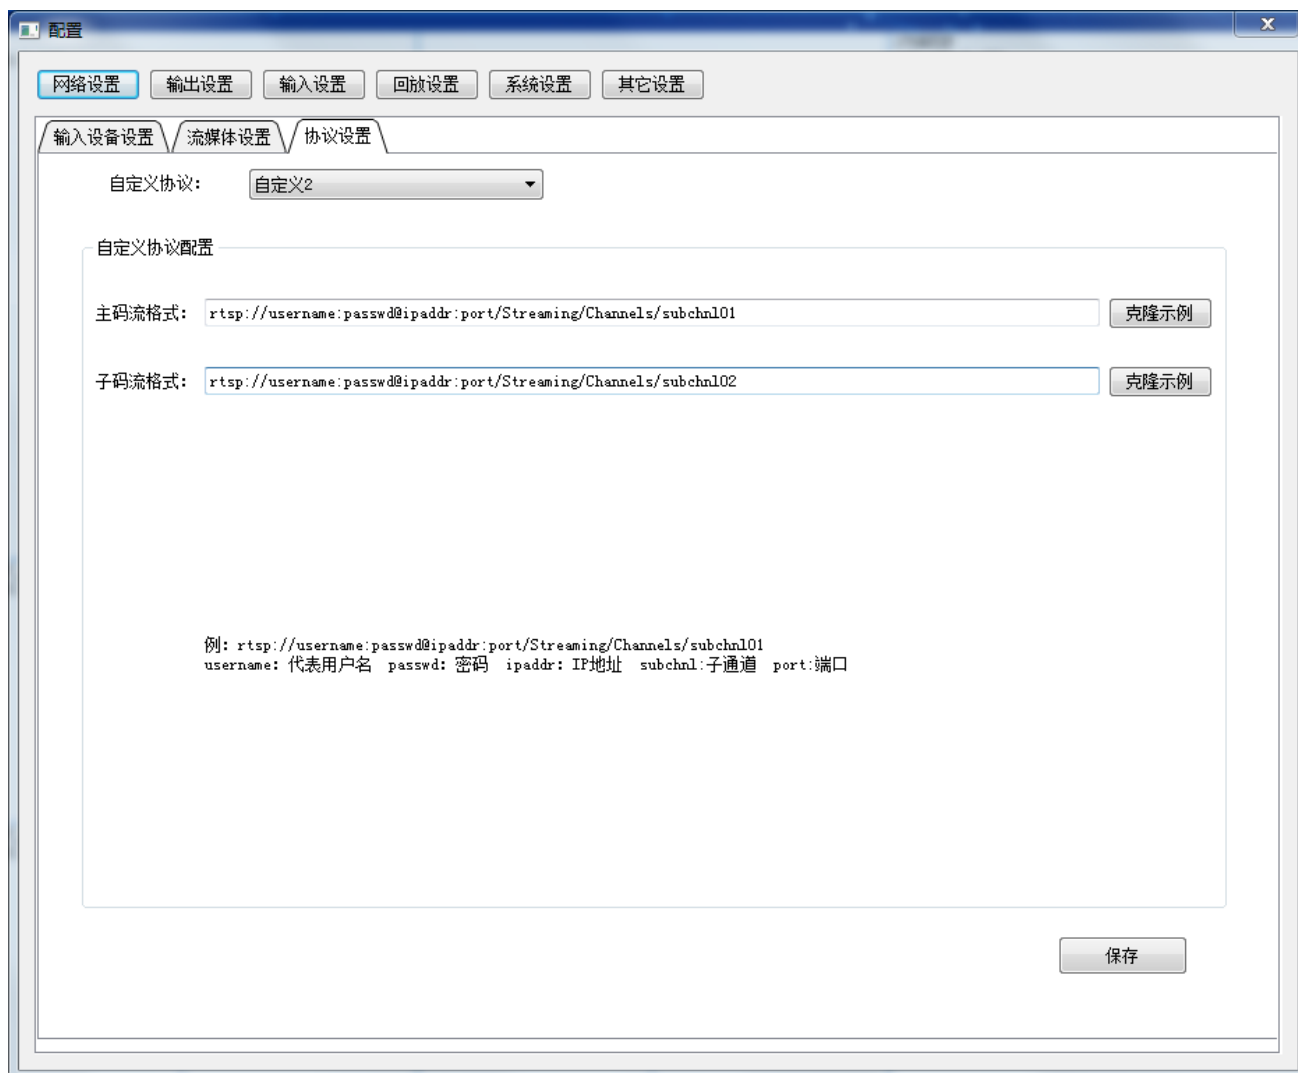 配置
网络设置 输出设置 输入设置 回放设置 系统设置 其它设置
输入设备设置 流媒体设置 协议设置
自定义协议： 自定义2
自定义协议配置
主码流格式： rtsp://username:passwd@ipaddr:port/Streaming/Channels/subchnl01 克隆示例
子码流格式： rtsp://username:passwd@ipaddr:port/Streaming/Channels/subchnl02 克隆示例
例：rtsp://username:passwd@ipaddr:port/Streaming/Channels/subchnl01
username：代表用户名 passwd：密码 ipaddr：IP地址 subchnl:子通道 port:端口
保存